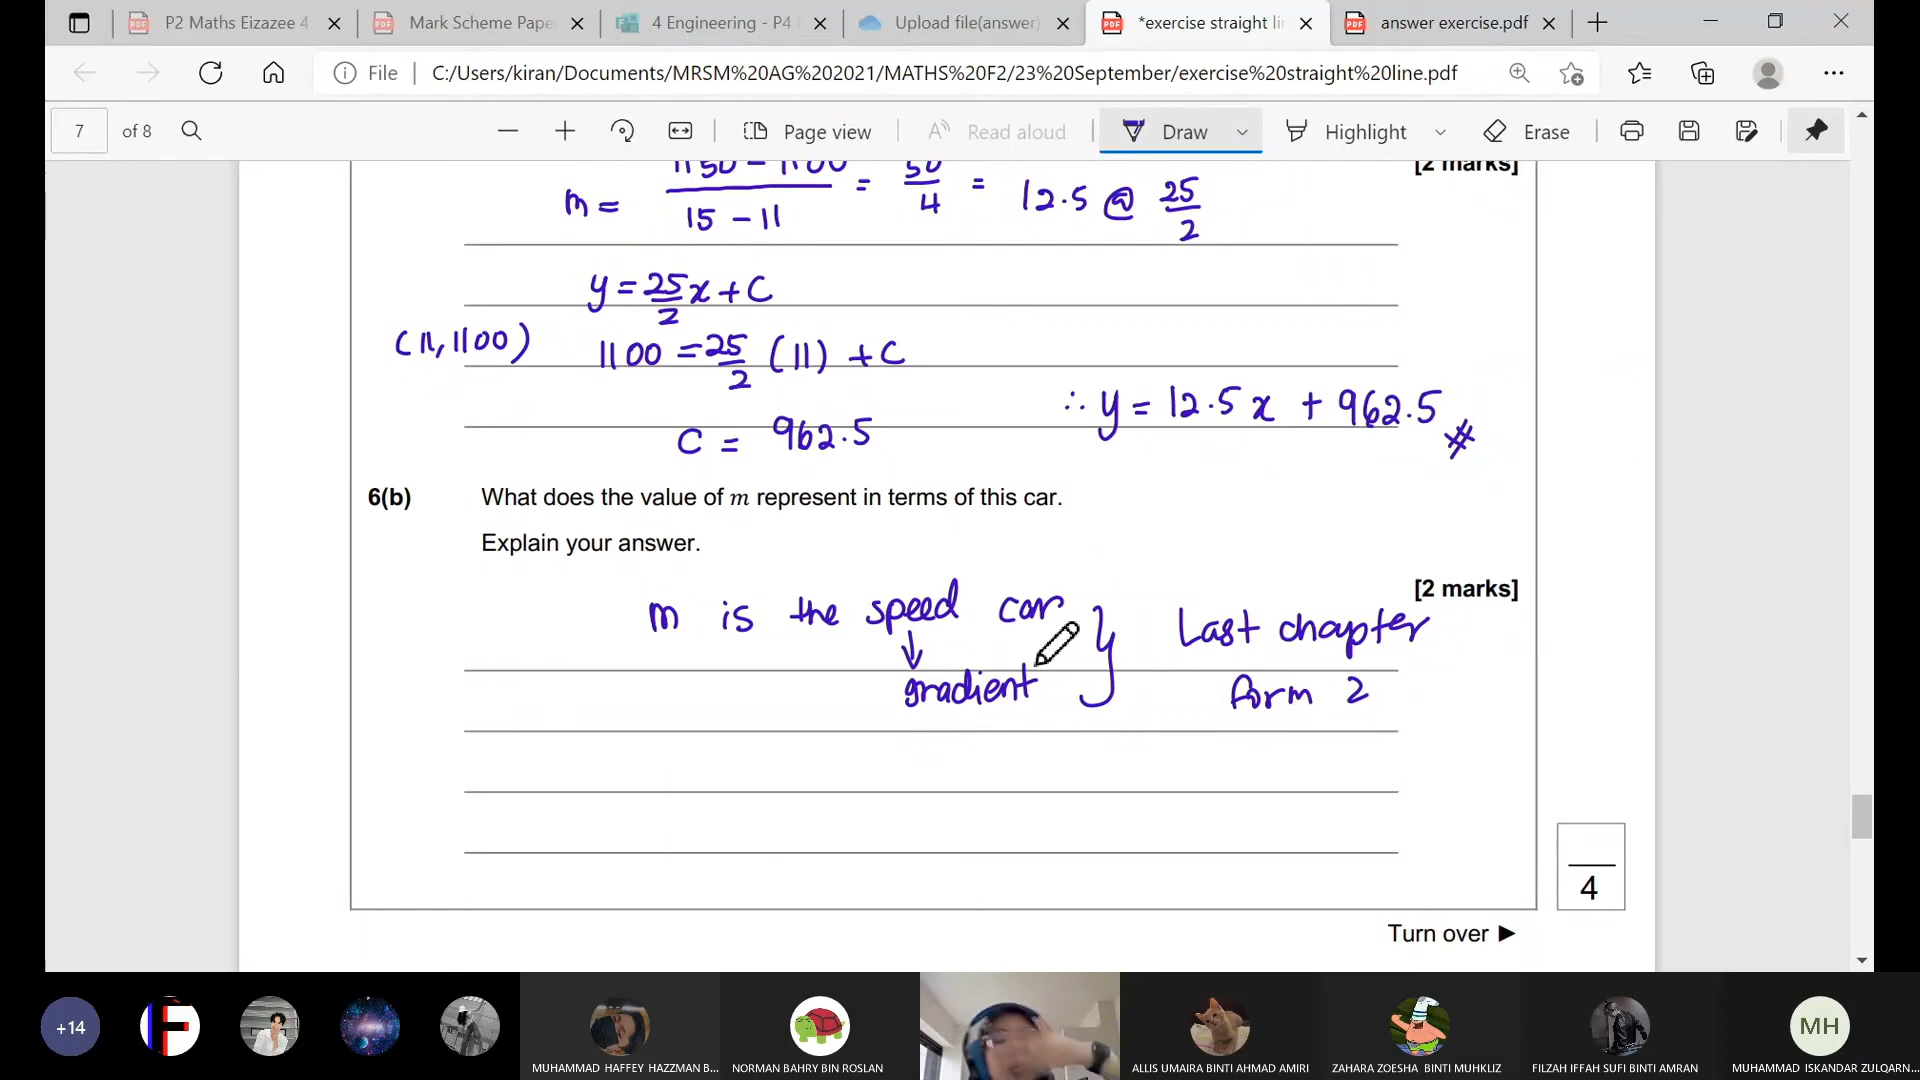 P2 Maths Eizazee 4
Mark Scheme Pape
4 Engineering - P4
Upload file(answer)
*exercise straight li
answer exercise.pdf
File
C:/Users/kiran/Documents/MRSM%20AG%202021/MATHS%20F2/23%20September/exercise%20straight%20line.pdf
7 of 8
Page view
Read aloud
Draw
Highlight
Erase
[2 marks]
m = 1150 - 1100 / 15 - 11 = 50/4 = 12.5 @ 25/2
y = 25/2 x + C
(11, 1100) 1100 = 25/2 (11) + C
C = 962.5
∴ y = 12.5 x + 962.5 #
6(b) What does the value of m represent in terms of this car.
Explain your answer.
[2 marks]
m is the speed car } Last chapter
↓
gradient form 2
4
Turn over ►
+14
MUHAMMAD HAFFEY HAZZMAN B...
NORMAN BAHRY BIN ROSLAN
ALLIS UMAIRA BINTI AHMAD AMIRI
ZAHARA ZOESHA BINTI MUHKLIZ
FILZAH IFFAH SUFI BINTI AMRAN
MH
MUHAMMAD ISKANDAR ZULQARN...